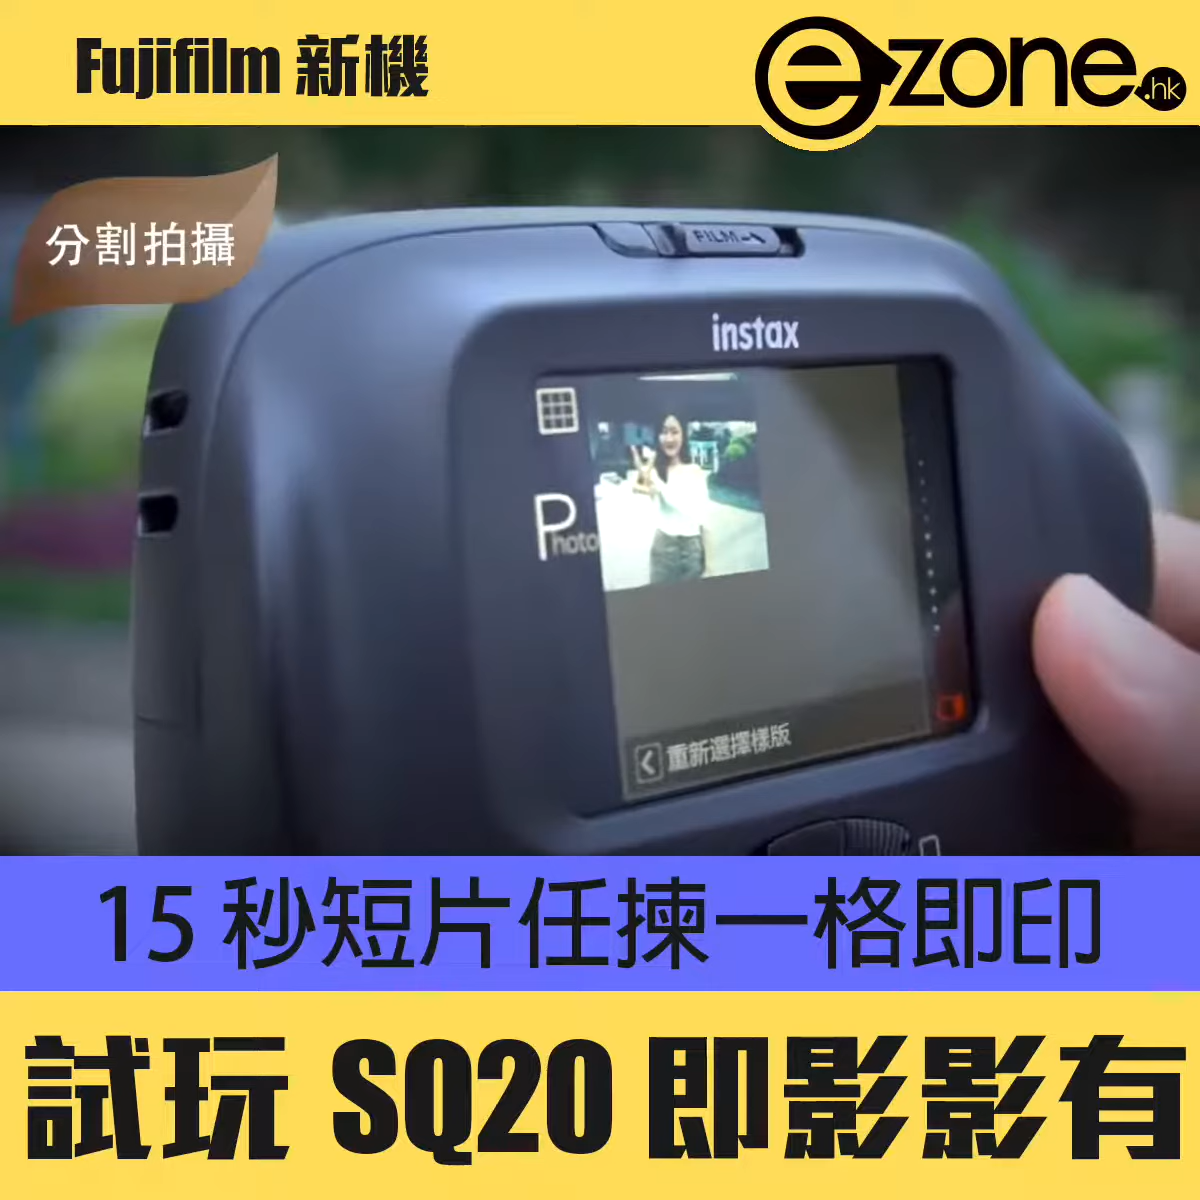 Fujifilm 新機
e-zone.hk
分割拍攝
FILM
instax
Photo
重新選擇樣版
15 秒短片任揀一格即印
試玩 SQ20 即影影有